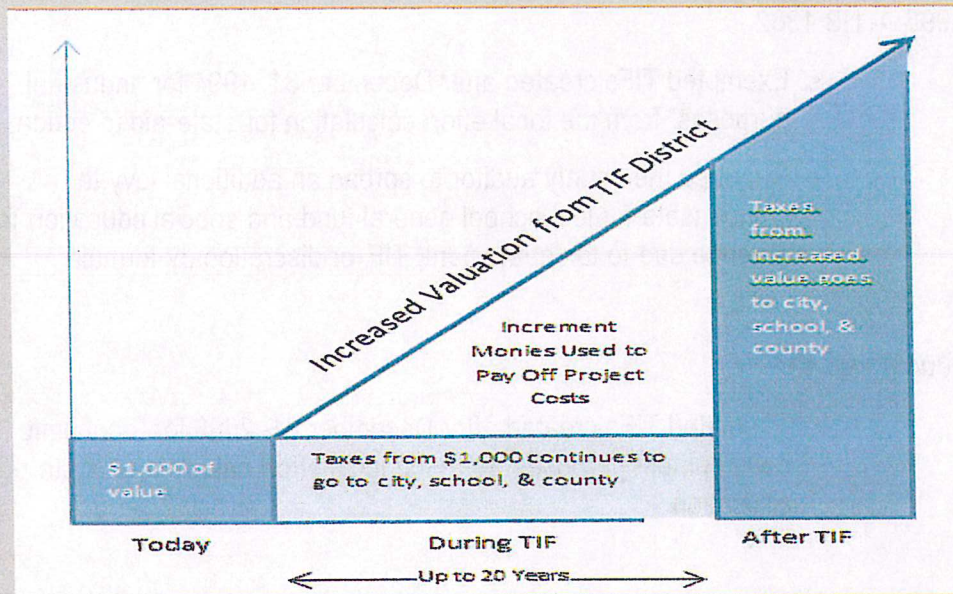 Increased Valuation from TIF District
Increment
Monies Used to
Pay Off Project
Costs
Taxes
from
increased
value goes
to city,
school, &
county
$1,000 of
value
Taxes from $1,000 continues to
go to city, school, & county
Today
During TIF
After TIF
Up to 20 Years